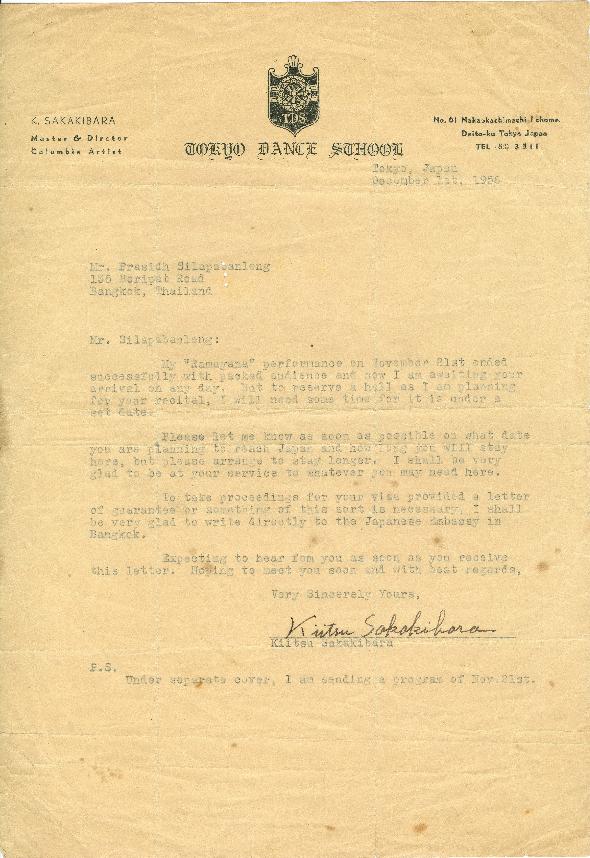 TDS
K. SAKAKIBARA
Master & Director
Columbia Artist
TOKYO DANCE SCHOOL
No. 61 Nakaokachimachi 1 chome
Daito-ku Tokyo Japan
TEL
Tokyo, Japan
December 1st, 1956
Mr. Prasidh Silapabanleng
Road
Bangkok, Thailand
Mr. Silapabanleng:
My "Ramayana" performance on November 21st ended
successfully with packed audience and now I am awaiting your
arrival on any day. But to reserve a hall as I am planning
for your recital, I will need some time for it is under a
set date.
Please let me know as soon as possible on what date
you are planning to reach Japan and how long you will stay
here, but please arrange to stay longer. I shall be very
glad to be at your service to whatever you may need here.
To take proceedings for your visa provided a letter
of guarantee or something of this sort is necessary, I shall
be very glad to write directly to the Japanese Embassy in
Bangkok.
Expecting to hear fom you as soon as you receive
this letter. Hoping to meet you soon and with best regards,
Very Sincerely Yours,
Kiitsu Sakakibara
Kiitsu Sakakibara
P.S.
Under separate cover, I am sending a program of Nov.21st.